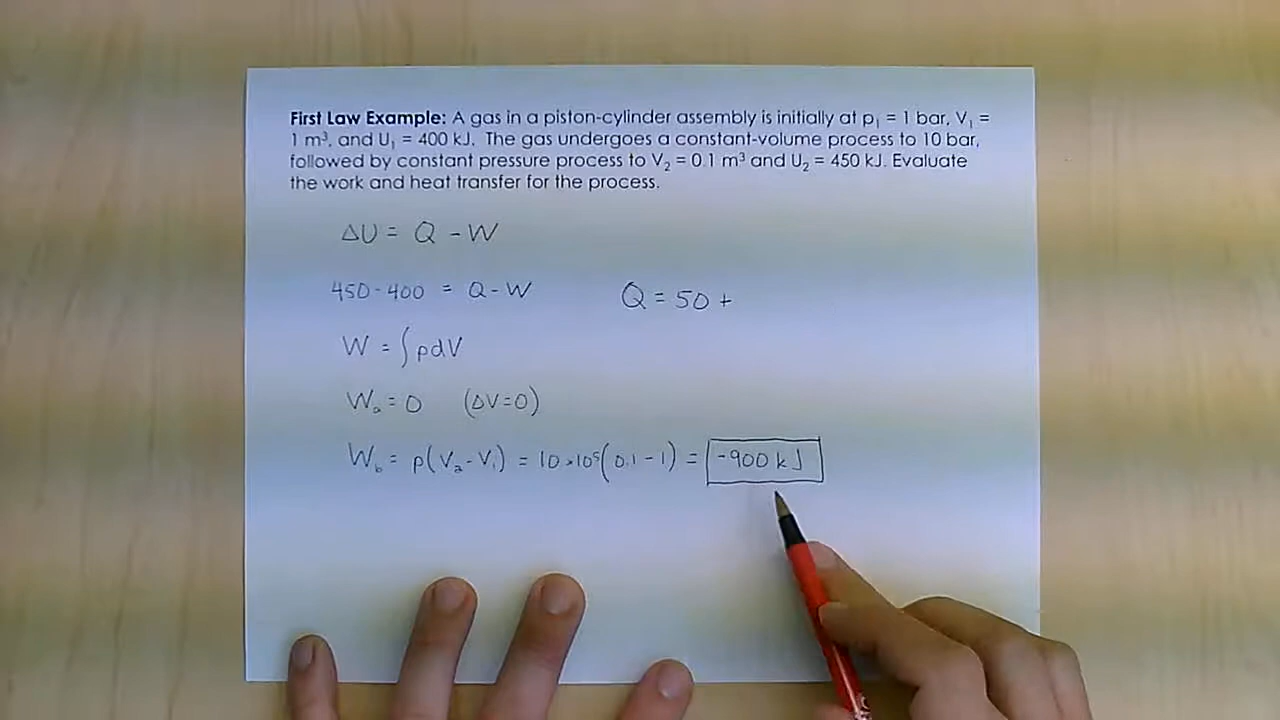 First Law Example: A gas in a piston-cylinder assembly is initially at p₁ = 1 bar, V₁ =
1 m³, and U₁ = 400 kJ. The gas undergoes a constant-volume process to 10 bar,
followed by constant pressure process to V₂ = 0.1 m³ and U₂ = 450 kJ. Evaluate
the work and heat transfer for the process.
ΔU = Q - W
450 - 400 = Q - W
Q = 50 +
W = ∫ p dV
Wₐ = 0 (ΔV = 0)
W_b = p(V₂ - V₁) = 10 × 10⁵ (0.1 - 1) = -900 kJ